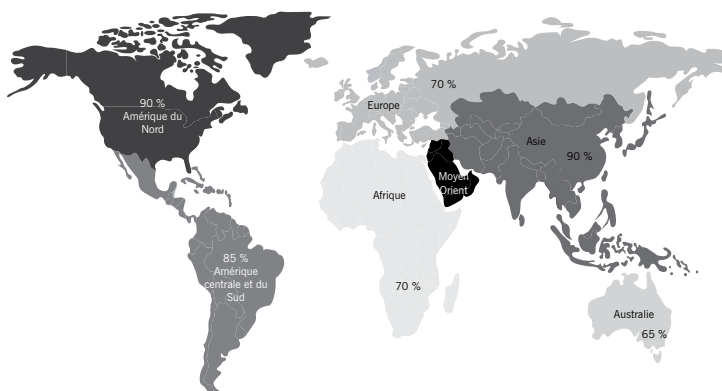 90 %
Amérique du
Nord
85 %
Amérique
centrale et du
Sud
70 %
Europe
Asie
90 %
Moyen
Orient
Afrique
70 %
Australie
65 %